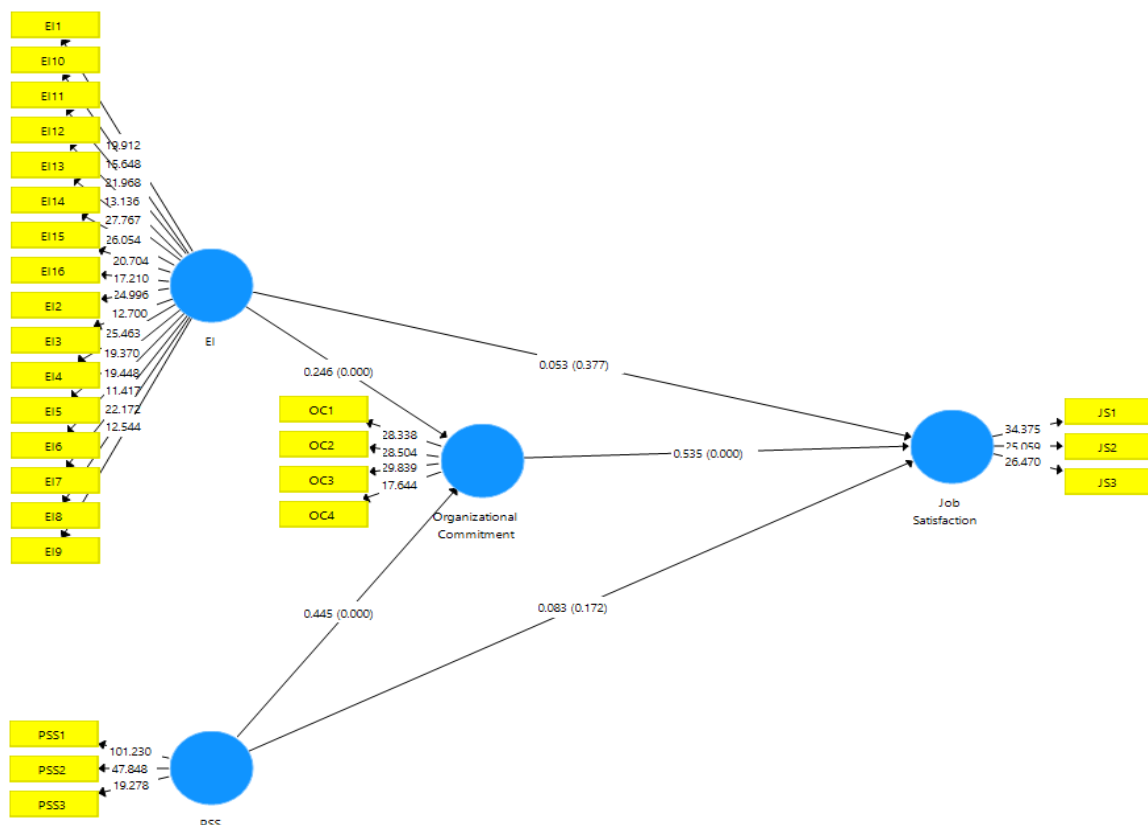 EI1
EI10
EI11
EI12
EI13
EI14
EI15
EI16
EI2
EI3
EI4
EI5
EI6
EI7
EI8
EI9
19.912
15.648
21.968
13.136
27.767
26.054
20.704
17.210
24.996
12.700
25.463
19.370
19.448
11.417
22.172
12.544
EI
0.246 (0.000)
0.053 (0.377)
OC1
OC2
OC3
OC4
28.338
28.504
29.839
17.644
Organizational
Commitment
0.535 (0.000)
34.375
25.059
26.470
JS1
JS2
JS3
Job
Satisfaction
0.445 (0.000)
0.083 (0.172)
PSS1
PSS2
PSS3
101.230
47.848
19.278
PSS